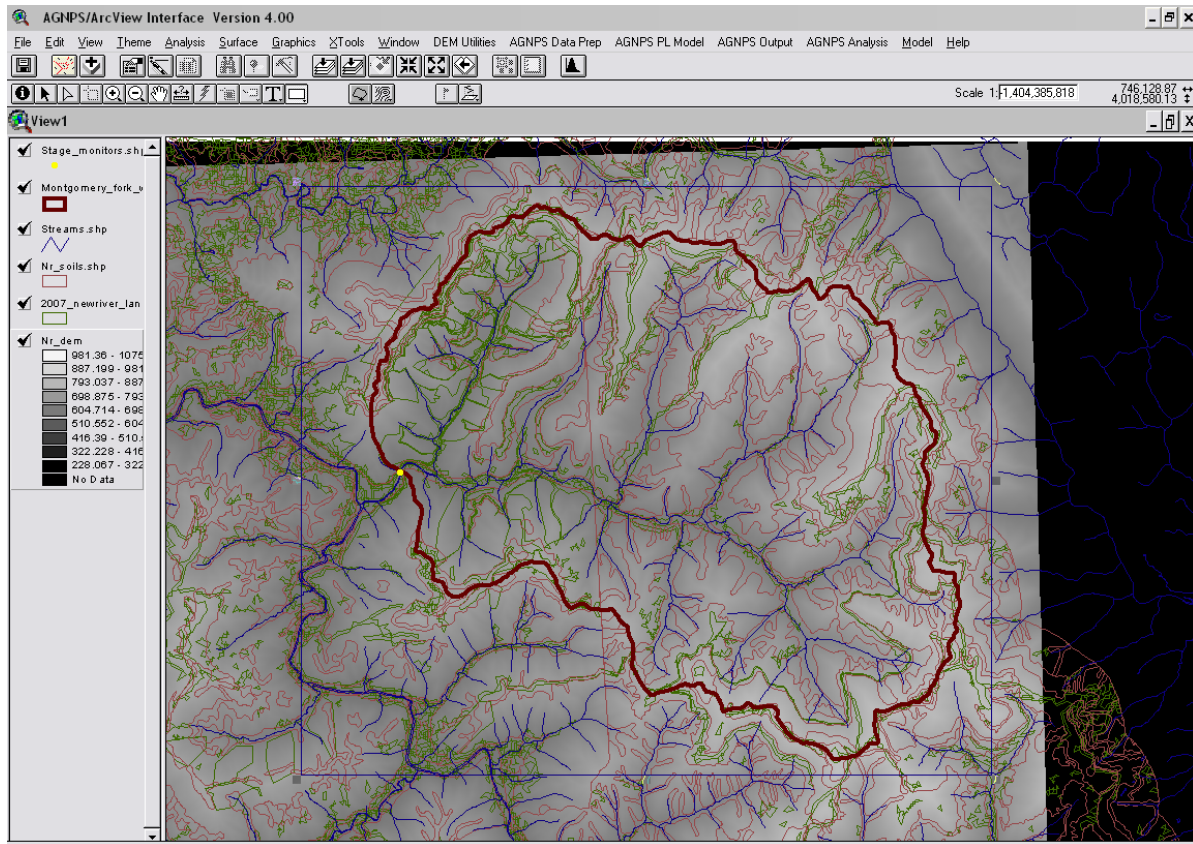 AGNPS/ArcView Interface Version 4.00
File Edit View Theme Analysis Surface Graphics XTools Window DEM Utilities AGNPS Data Prep AGNPS PL Model AGNPS Output AGNPS Analysis Model Help
T
Scale 1: -1,404,385,818
746,128.87
4,018,580.13
View1
Stage_monitors.shp
Montgomery_fork_
Streams.shp
Nr_soils.shp
2007_newriver_lan
Nr_dem
981.36 - 1075
887.199 - 981
793.037 - 887
698.875 - 793
604.714 - 698
510.552 - 604
416.39 - 510.
322.228 - 416
228.067 - 322
No Data